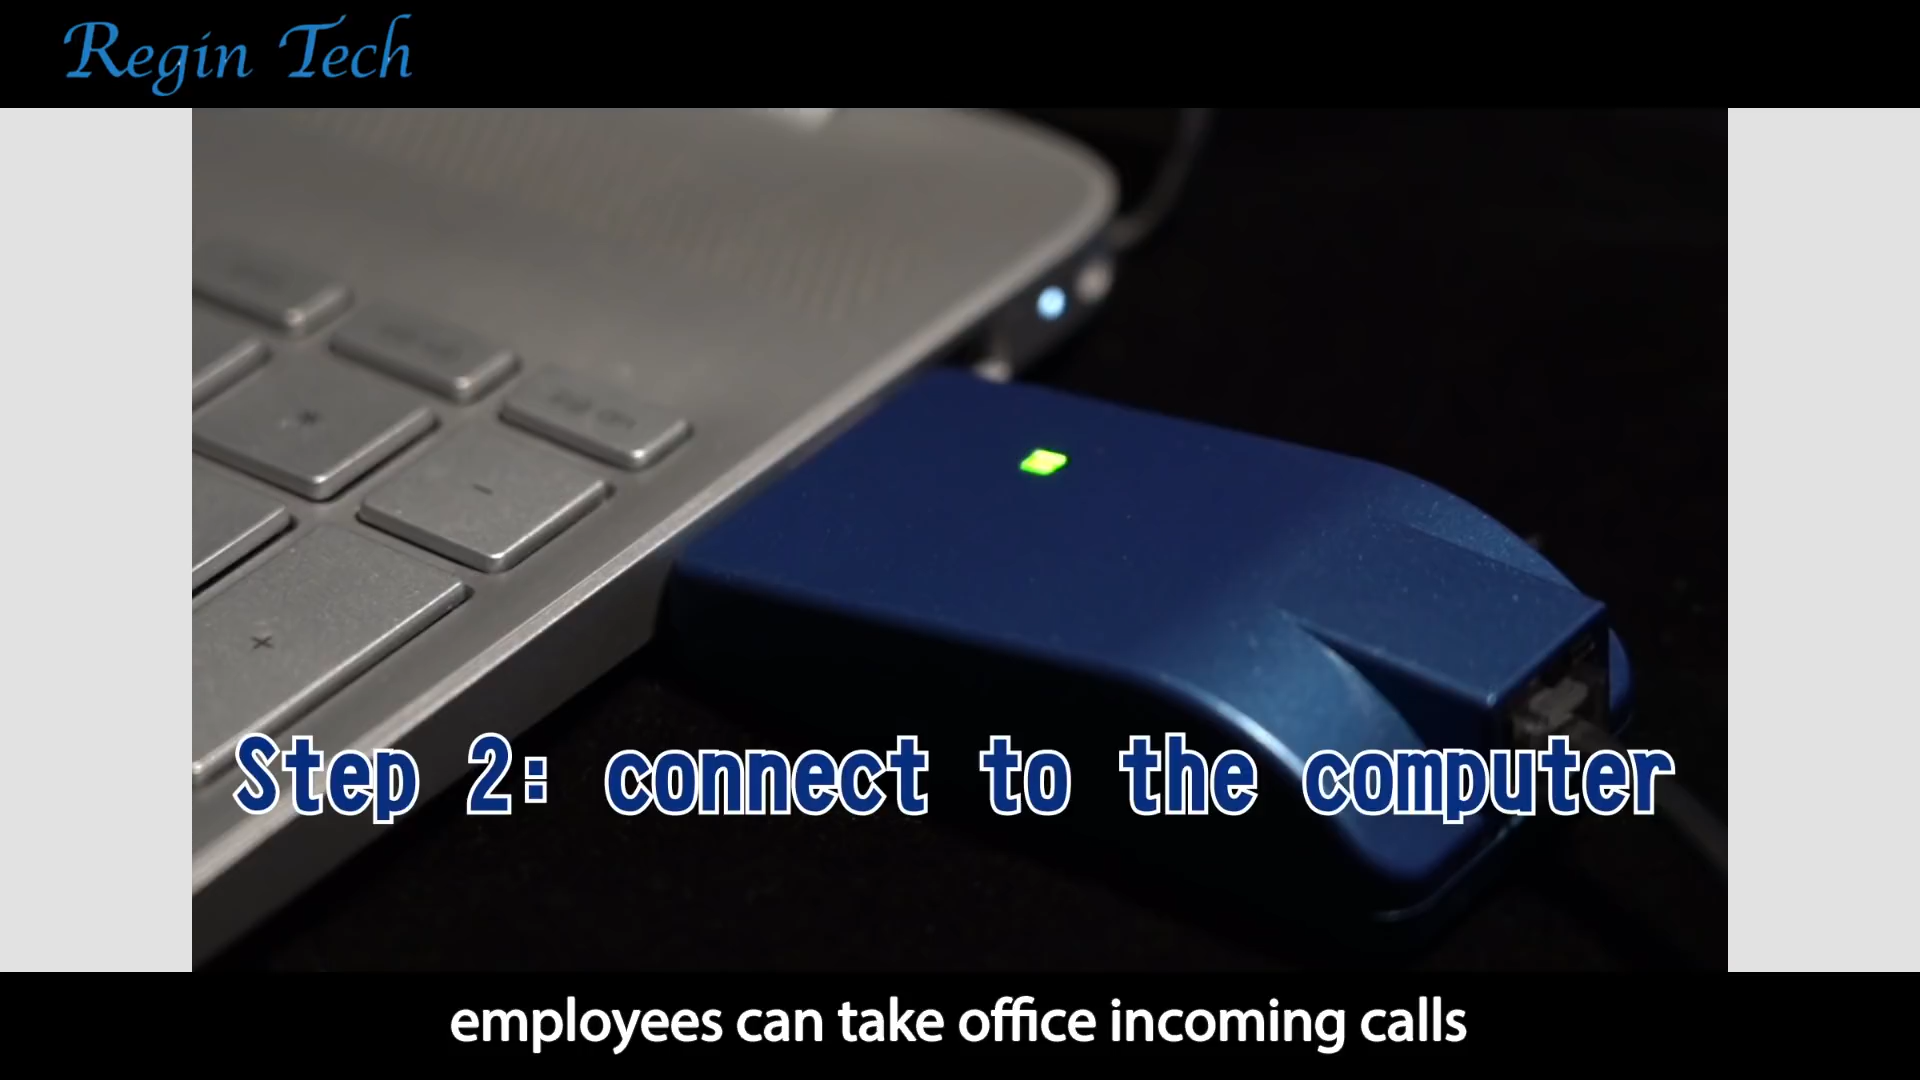 Regin Tech
*
-
+
Step 2: connect to the computer
employees can take office incoming calls